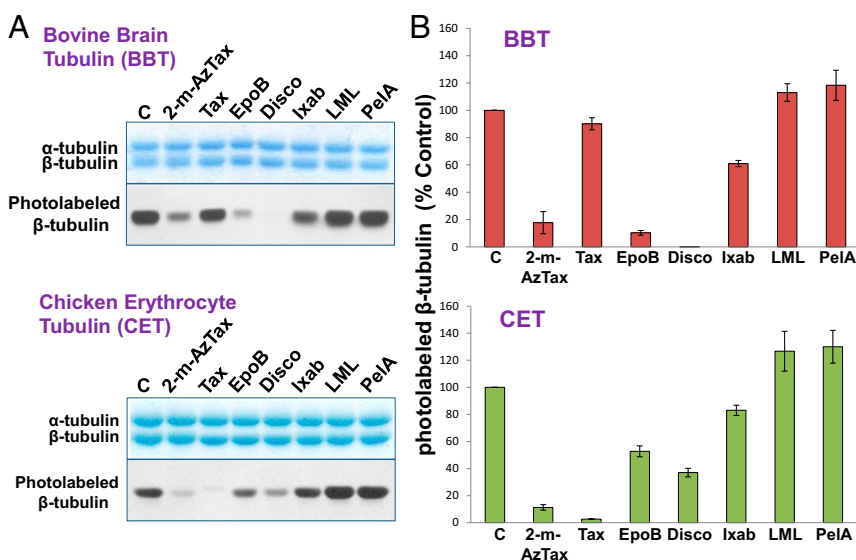 A
Bovine Brain
Tubulin (BBT)
C 2-m-AzTax Tax EpoB Disco Ixab LML PelA
α-tubulin
β-tubulin
Photolabeled
β-tubulin
Chicken Erythrocyte
Tubulin (CET)
C 2-m-AzTax Tax EpoB Disco Ixab LML PelA
α-tubulin
β-tubulin
Photolabeled
β-tubulin
B
photolabeled β-tubulin (% Control)
BBT
160
140
120
100
80
60
40
20
0
C 2-m- Tax EpoB Disco Ixab LML PelA
AzTax
CET
160
140
120
100
80
60
40
20
0
C 2-m- Tax EpoB Disco Ixab LML PelA
AzTax